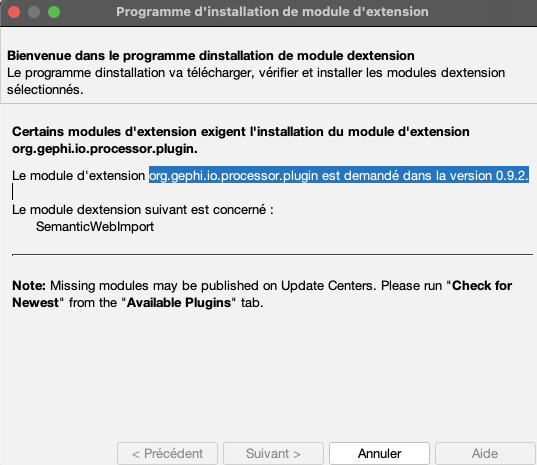 Programme d'installation de module d'extension
Bienvenue dans le programme dinstallation de module dextension
Le programme dinstallation va télécharger, vérifier et installer les modules dextension
sélectionnés.
Certains modules d'extension exigent l'installation du module d'extension
org.gephi.io.processor.plugin.
Le module d'extension org.gephi.io.processor.plugin est demandé dans la version 0.9.2.
Le module dextension suivant est concerné :
SemanticWebImport
Note: Missing modules may be published on Update Centers. Please run "Check for
Newest" from the "Available Plugins" tab.
< Précédent
Suivant >
Annuler
Aide